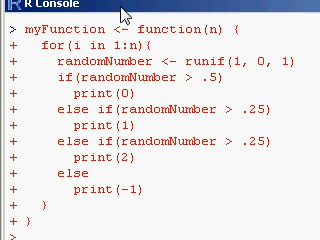 R Console
> myFunction <- function(n) {
+   for(i in 1:n){
+     randomNumber <- runif(1, 0, 1)
+     if(randomNumber > .5)
+       print(0)
+     else if(randomNumber > .25)
+       print(1)
+     else if(randomNumber > .25)
+       print(2)
+     else
+       print(-1)
+   }
+ }
>